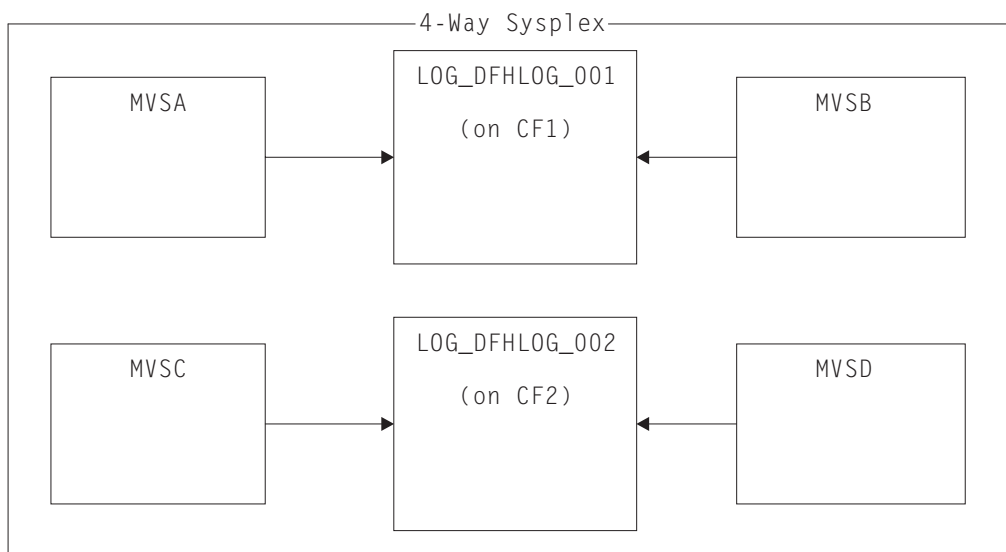 4-Way Sysplex
MVSA
LOG_DFHLOG_001
(on CF1)
MVSB
MVSC
LOG_DFHLOG_002
(on CF2)
MVSD